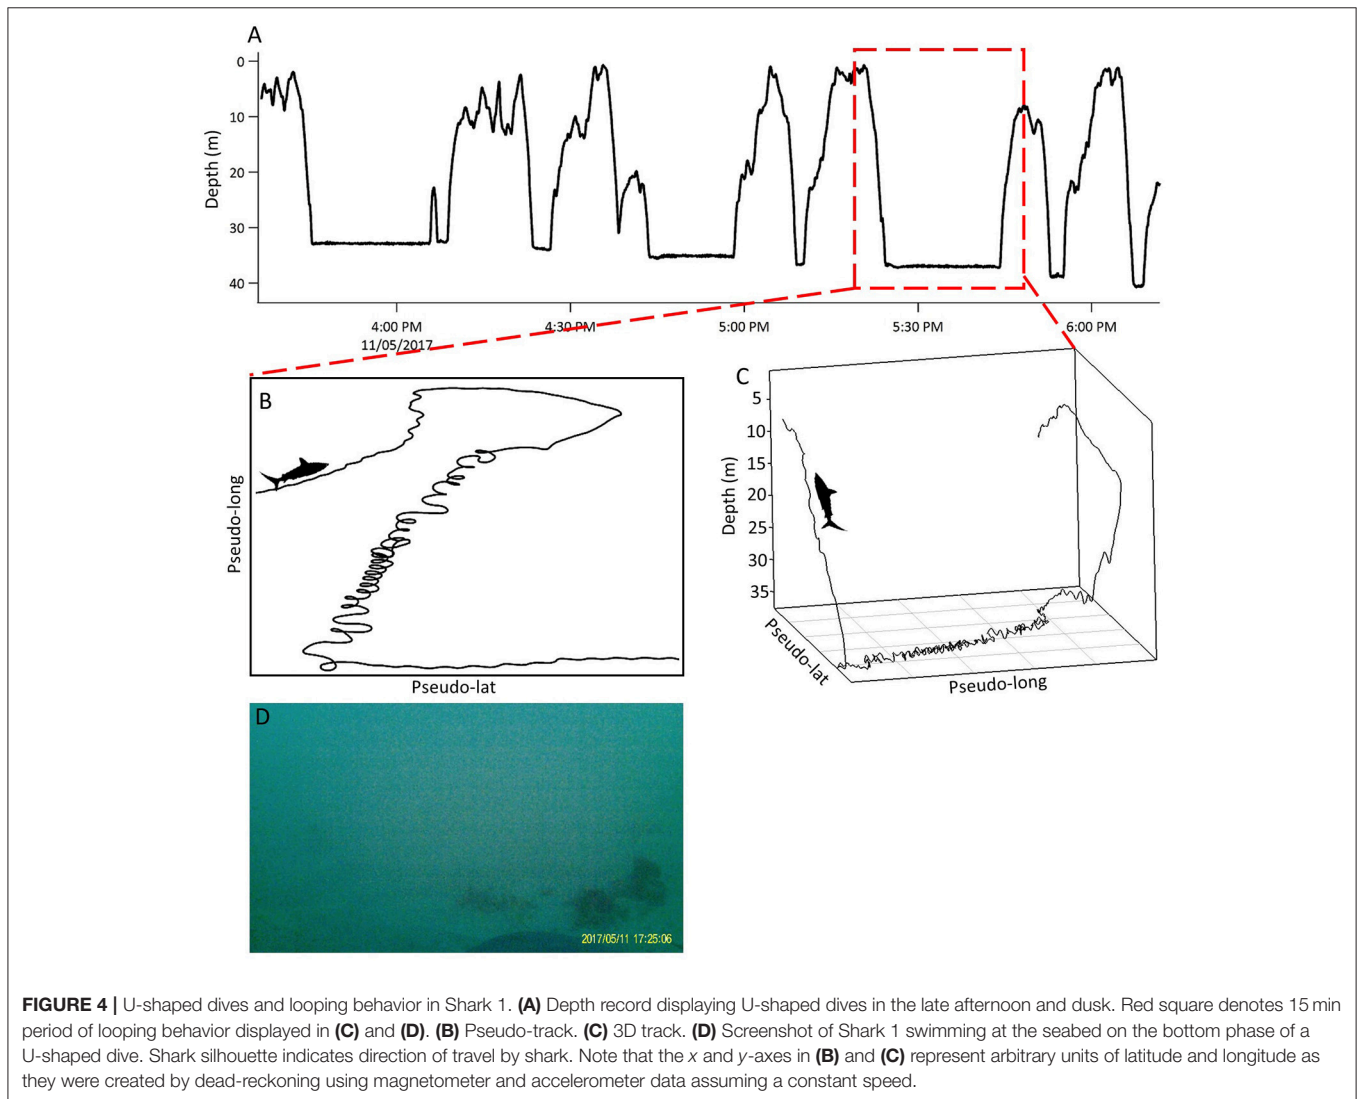 A
0
10
20
30
40
Depth (m)
4:00 PM
4:30 PM
5:00 PM
5:30 PM
6:00 PM
11/05/2017
B
Pseudo-long
Pseudo-lat
C
5
10
15
20
25
30
35
Depth (m)
Pseudo-lat
Pseudo-long
D
2017/05/11 17:25:06
FIGURE 4 | U-shaped dives and looping behavior in Shark 1. (A) Depth record displaying U-shaped dives in the late afternoon and dusk. Red square denotes 15 min
period of looping behavior displayed in (C) and (D). (B) Pseudo-track. (C) 3D track. (D) Screenshot of Shark 1 swimming at the seabed on the bottom phase of a
U-shaped dive. Shark silhouette indicates direction of travel by shark. Note that the x and y-axes in (B) and (C) represent arbitrary units of latitude and longitude as
they were created by dead-reckoning using magnetometer and accelerometer data assuming a constant speed.